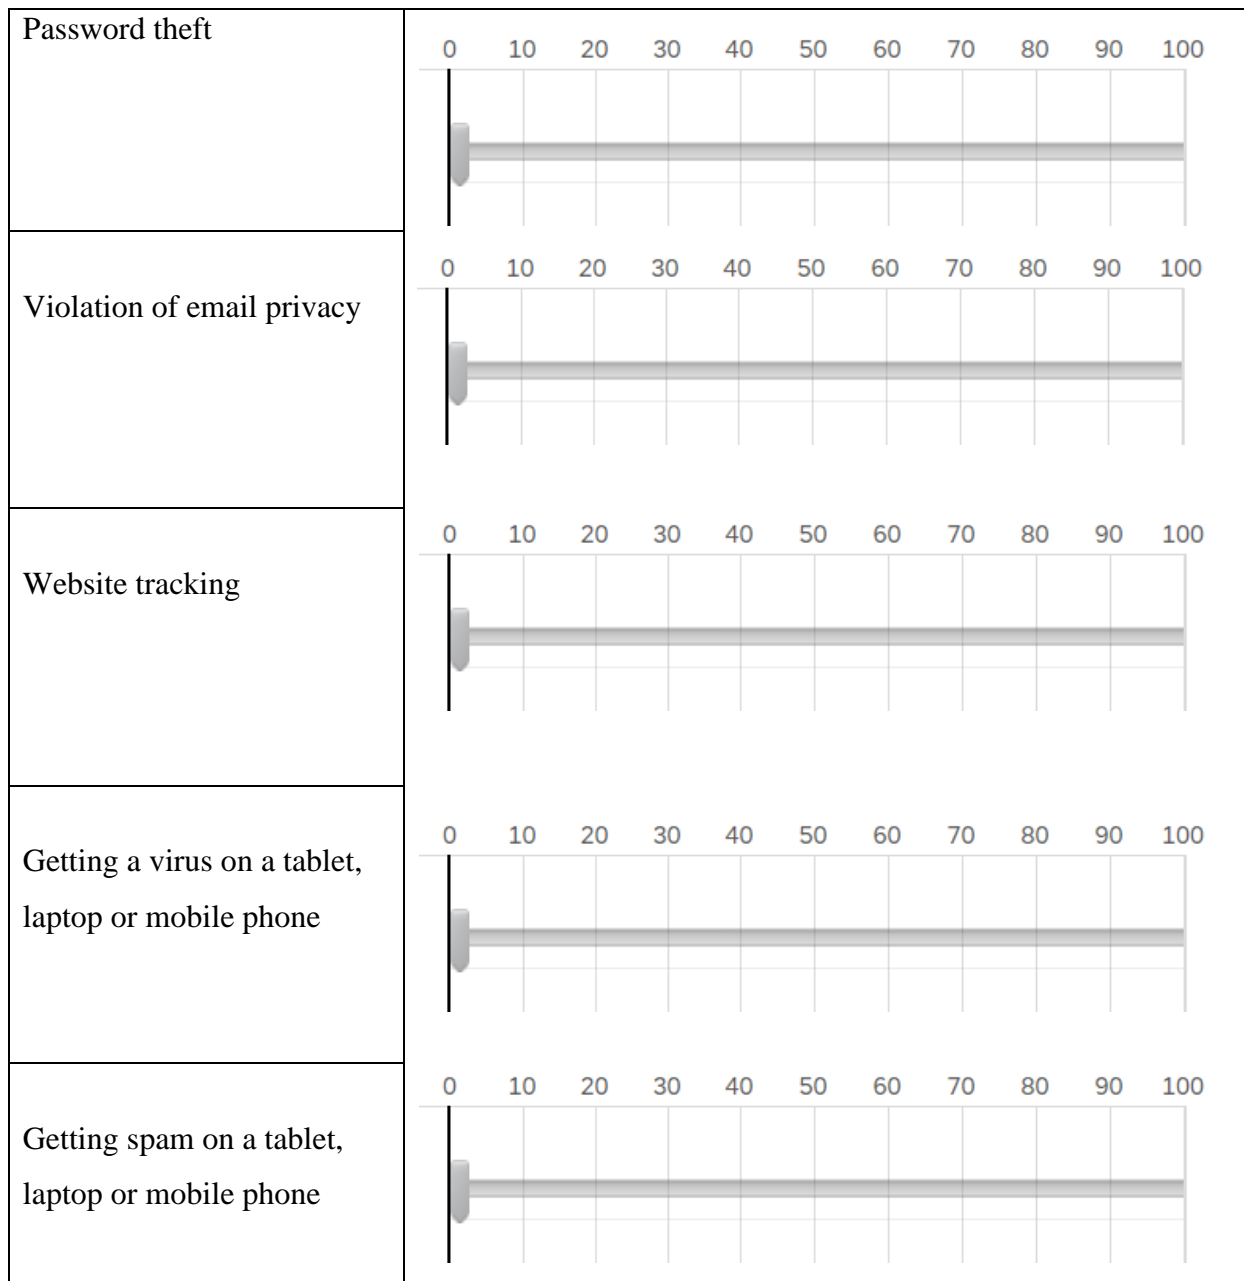 Password theft
0 10 20 30 40 50 60 70 80 90 100
0 10 20 30 40 50 60 70 80 90 100
Violation of email privacy
0 10 20 30 40 50 60 70 80 90 100
Website tracking
0 10 20 30 40 50 60 70 80 90 100
Getting a virus on a tablet,
laptop or mobile phone
0 10 20 30 40 50 60 70 80 90 100
Getting spam on a tablet,
laptop or mobile phone